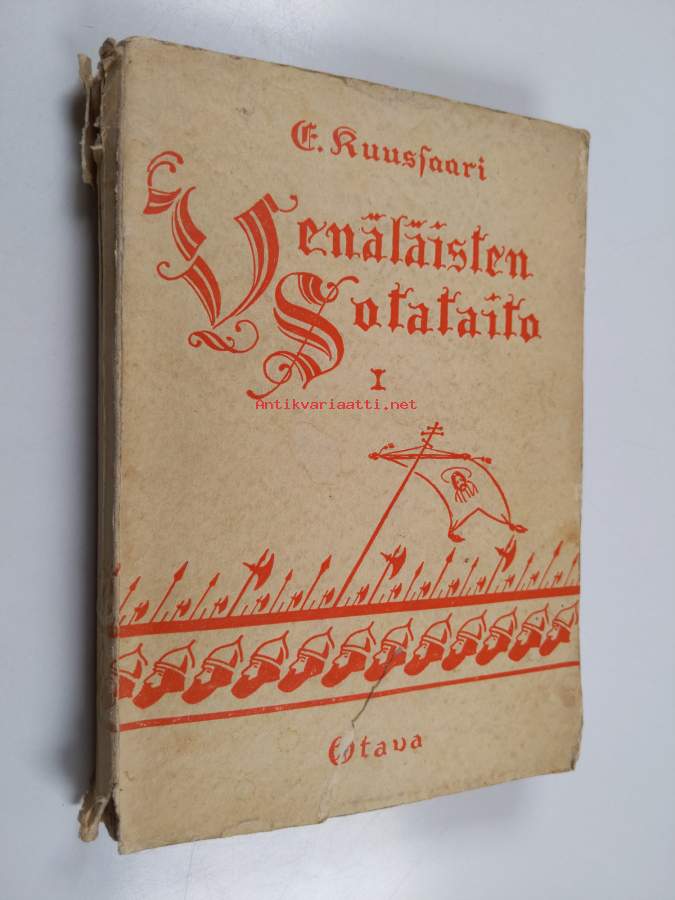 E. Kuussaari
Venäläisten
Sotataito
I
Antikvariaatti.net
Otava